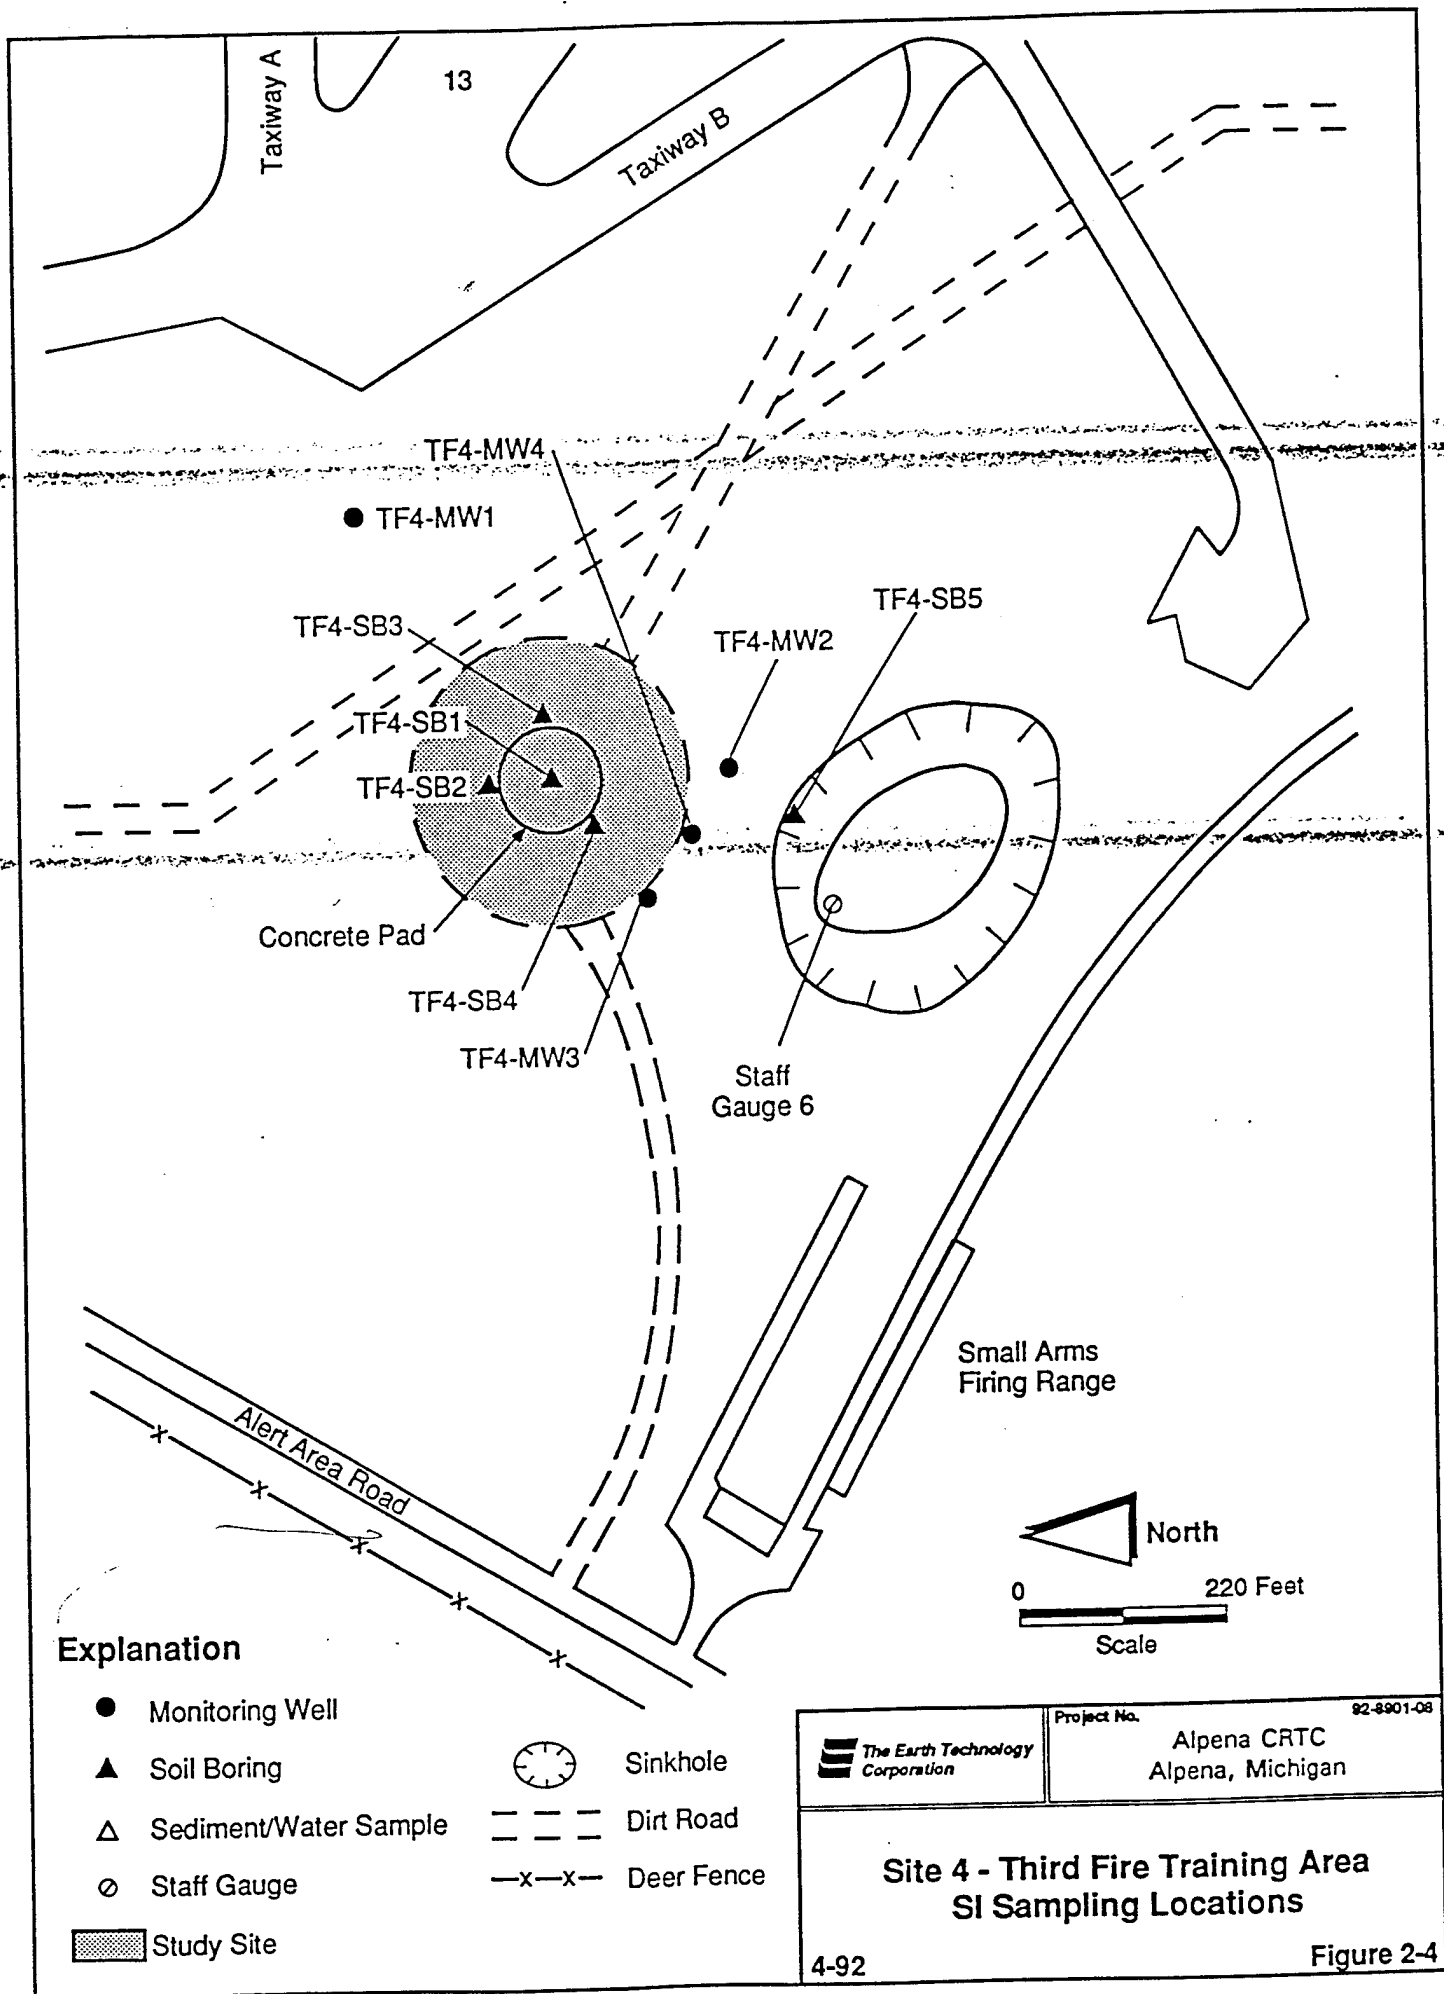 Taxiway A
13
Taxiway B
TF4-MW4
TF4-MW1
TF4-SB5
TF4-SB3
TF4-MW2
TF4-SB1
TF4-SB2
Concrete Pad
TF4-SB4
TF4-MW3
Staff
Gauge 6
Small Arms
Firing Range
Alert Area Road
x
x
x
x
x
North
0 220 Feet
Scale
Explanation
Monitoring Well
Soil Boring
Sediment/Water Sample
Staff Gauge
Study Site
Sinkhole
Dirt Road
x x Deer Fence
The Earth Technology
Corporation
Project No. 92-8901-08
Alpena CRTC
Alpena, Michigan
Site 4 - Third Fire Training Area
SI Sampling Locations
4-92
Figure 2-4